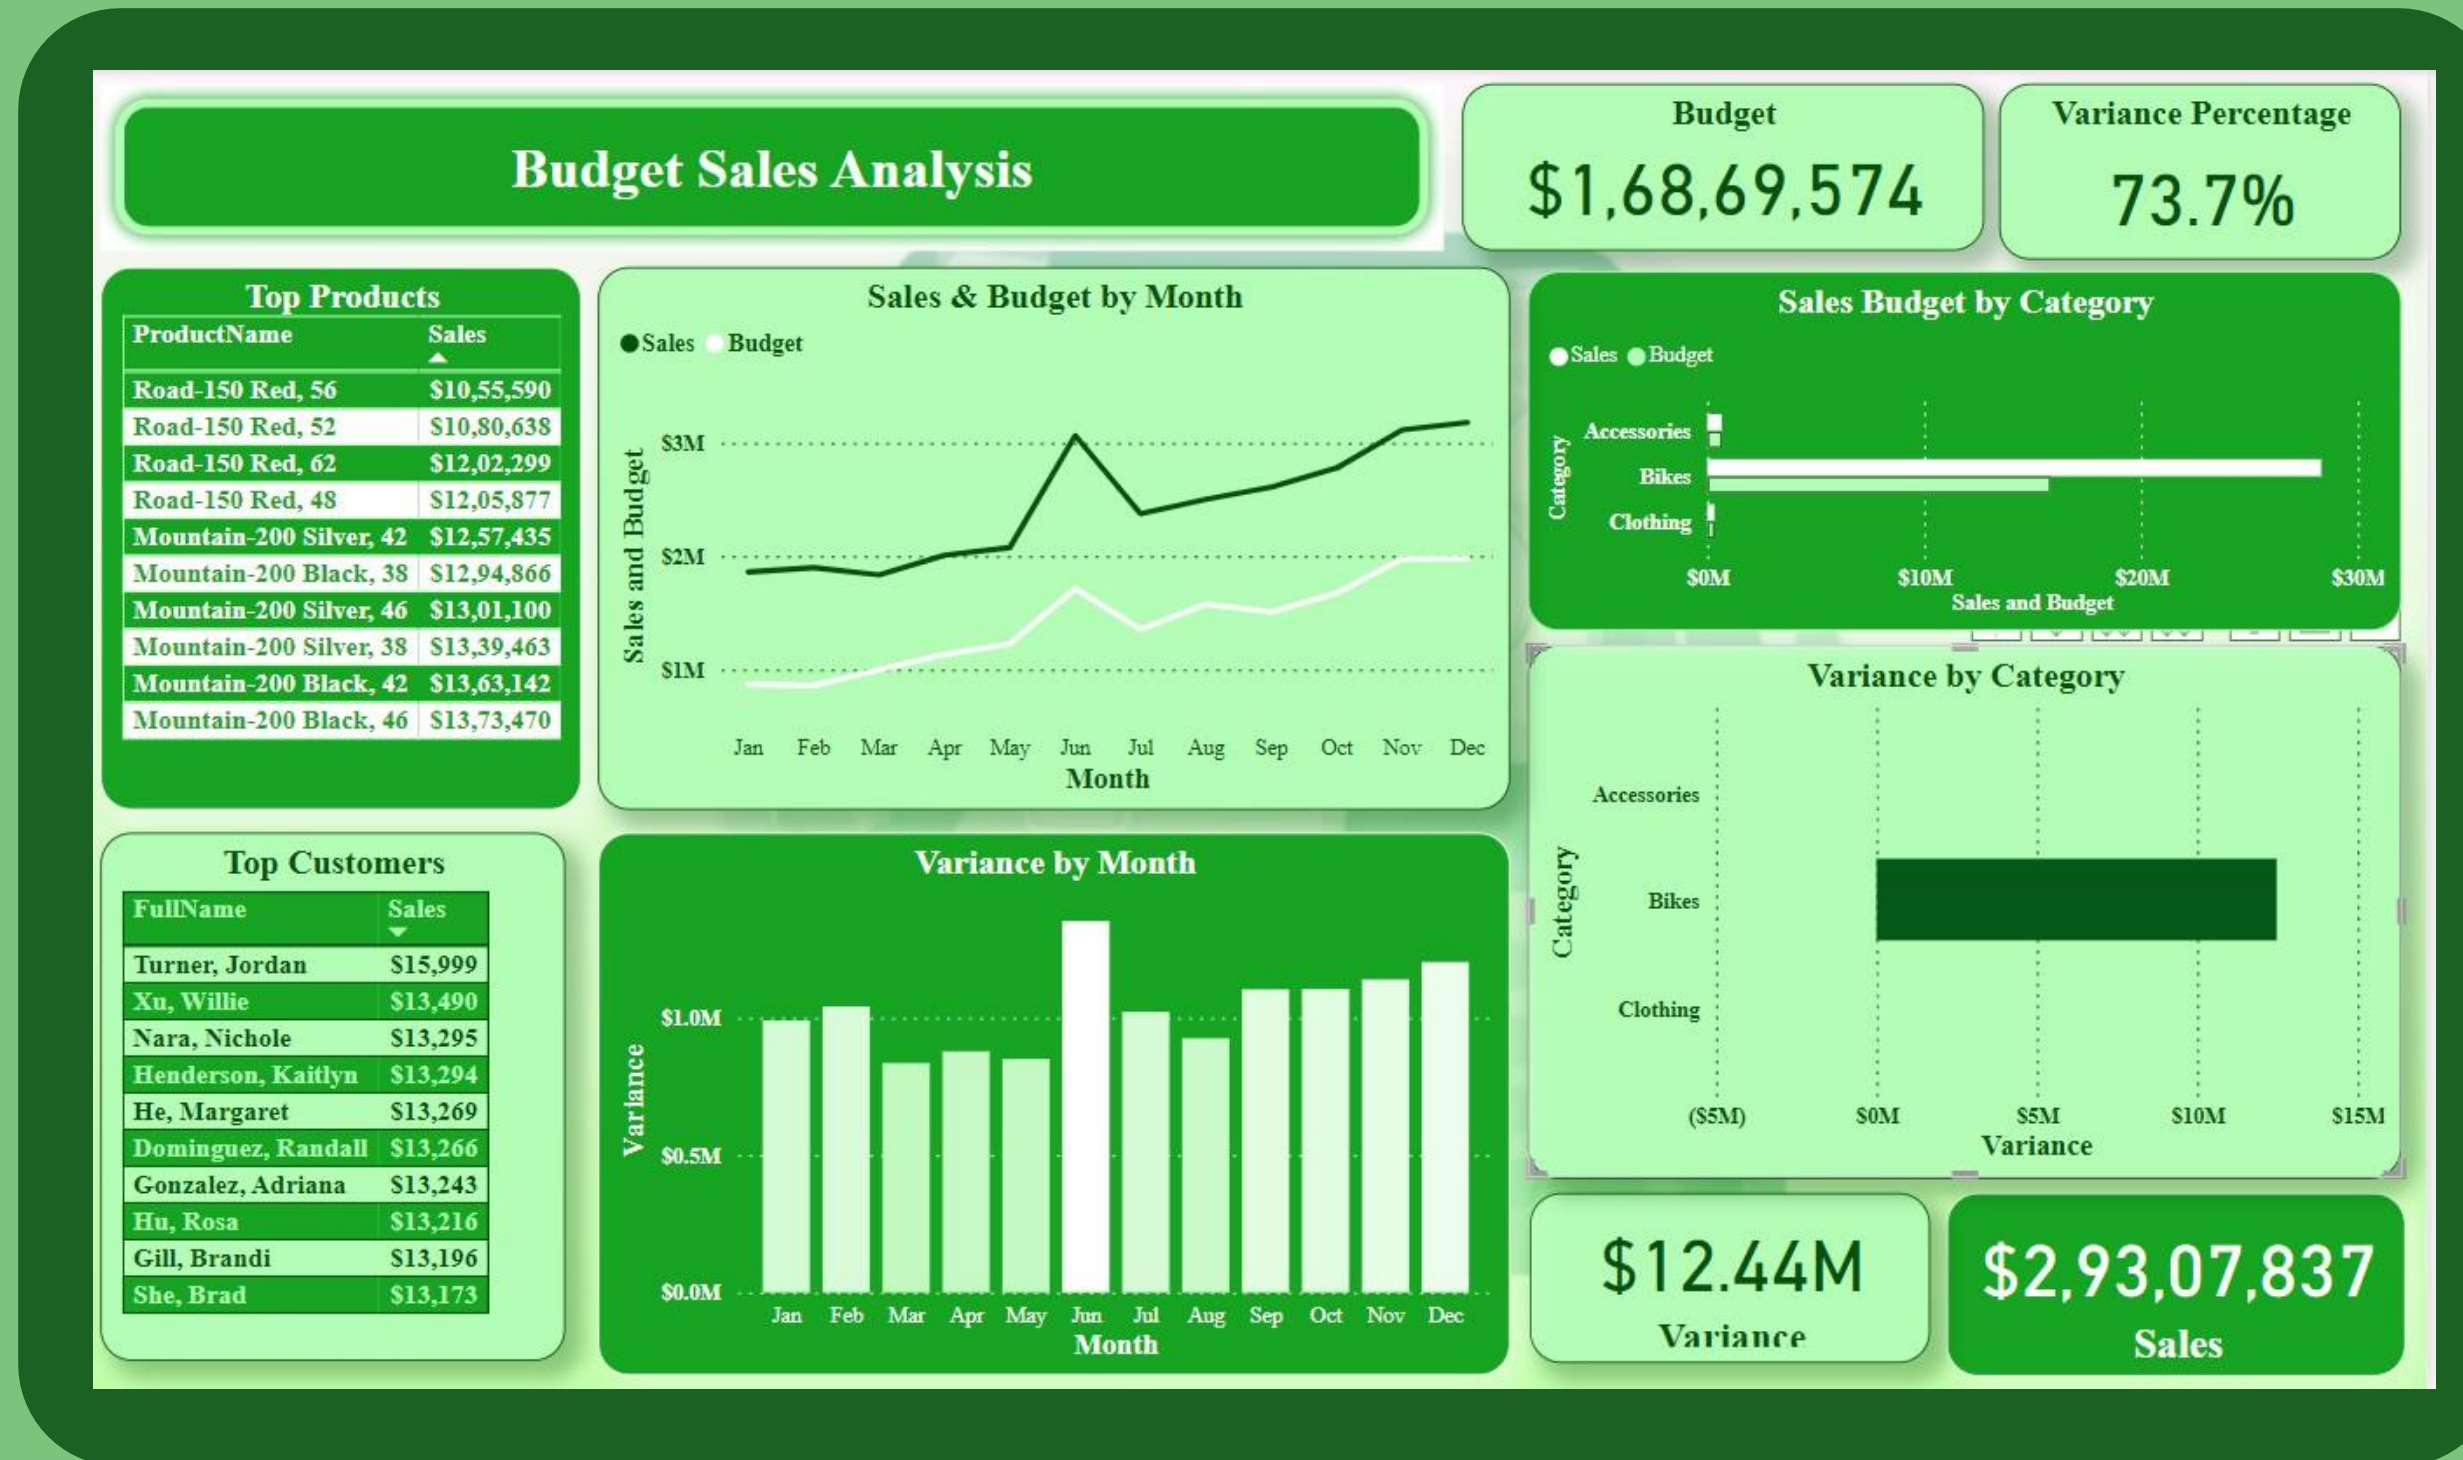 Budget Sales Analysis
Budget
$1,68,69,574
Variance Percentage
73.7%
Top Products
ProductName Sales
Road-150 Red, 56 $10,55,590
Road-150 Red, 52 $10,80,638
Road-150 Red, 62 $12,02,299
Road-150 Red, 48 $12,05,877
Mountain-200 Silver, 42 $12,57,435
Mountain-200 Black, 38 $12,94,866
Mountain-200 Silver, 46 $13,01,100
Mountain-200 Silver, 38 $13,39,463
Mountain-200 Black, 42 $13,63,142
Mountain-200 Black, 46 $13,73,470
Sales & Budget by Month
Sales Budget
Sales and Budget
$3M
$2M
$1M
Jan Feb Mar Apr May Jun Jul Aug Sep Oct Nov Dec
Month
Sales Budget by Category
Sales Budget
Category
Accessories
Bikes
Clothing
$0M $10M $20M $30M
Sales and Budget
Variance by Category
Category
Accessories
Bikes
Clothing
($5M) $0M $5M $10M $15M
Variance
Top Customers
FullName Sales
Turner, Jordan $15,999
Xu, Willie $13,490
Nara, Nichole $13,295
Henderson, Kaitlyn $13,294
He, Margaret $13,269
Dominguez, Randall $13,266
Gonzalez, Adriana $13,243
Hu, Rosa $13,216
Gill, Brandi $13,196
She, Brad $13,173
Variance by Month
Variance
$1.0M
$0.5M
$0.0M
Jan Feb Mar Apr May Jun Jul Aug Sep Oct Nov Dec
Month
$12.44M
Variance
$2,93,07,837
Sales